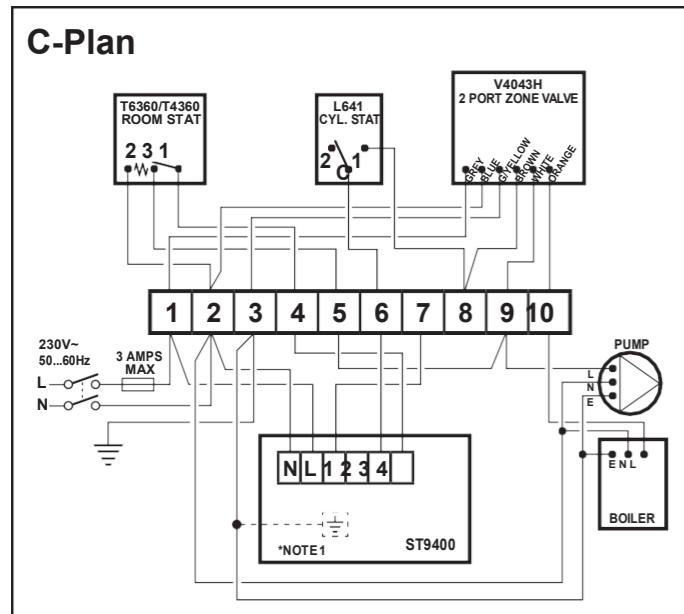 C-Plan
T6360/T4360
ROOM STAT
2 3 1
L641
CYL. STAT
2 1
C
V4043H
2 PORT ZONE VALVE
GREY
BLUE
G/YELLOW
BROWN
WHITE
ORANGE
1 2 3 4 5 6 7 8 9 10
230V~
50...60Hz
3 AMPS
MAX
L
N
PUMP
L
N
E
N L 1 2 3 4
E N L
BOILER
*NOTE1
ST9400